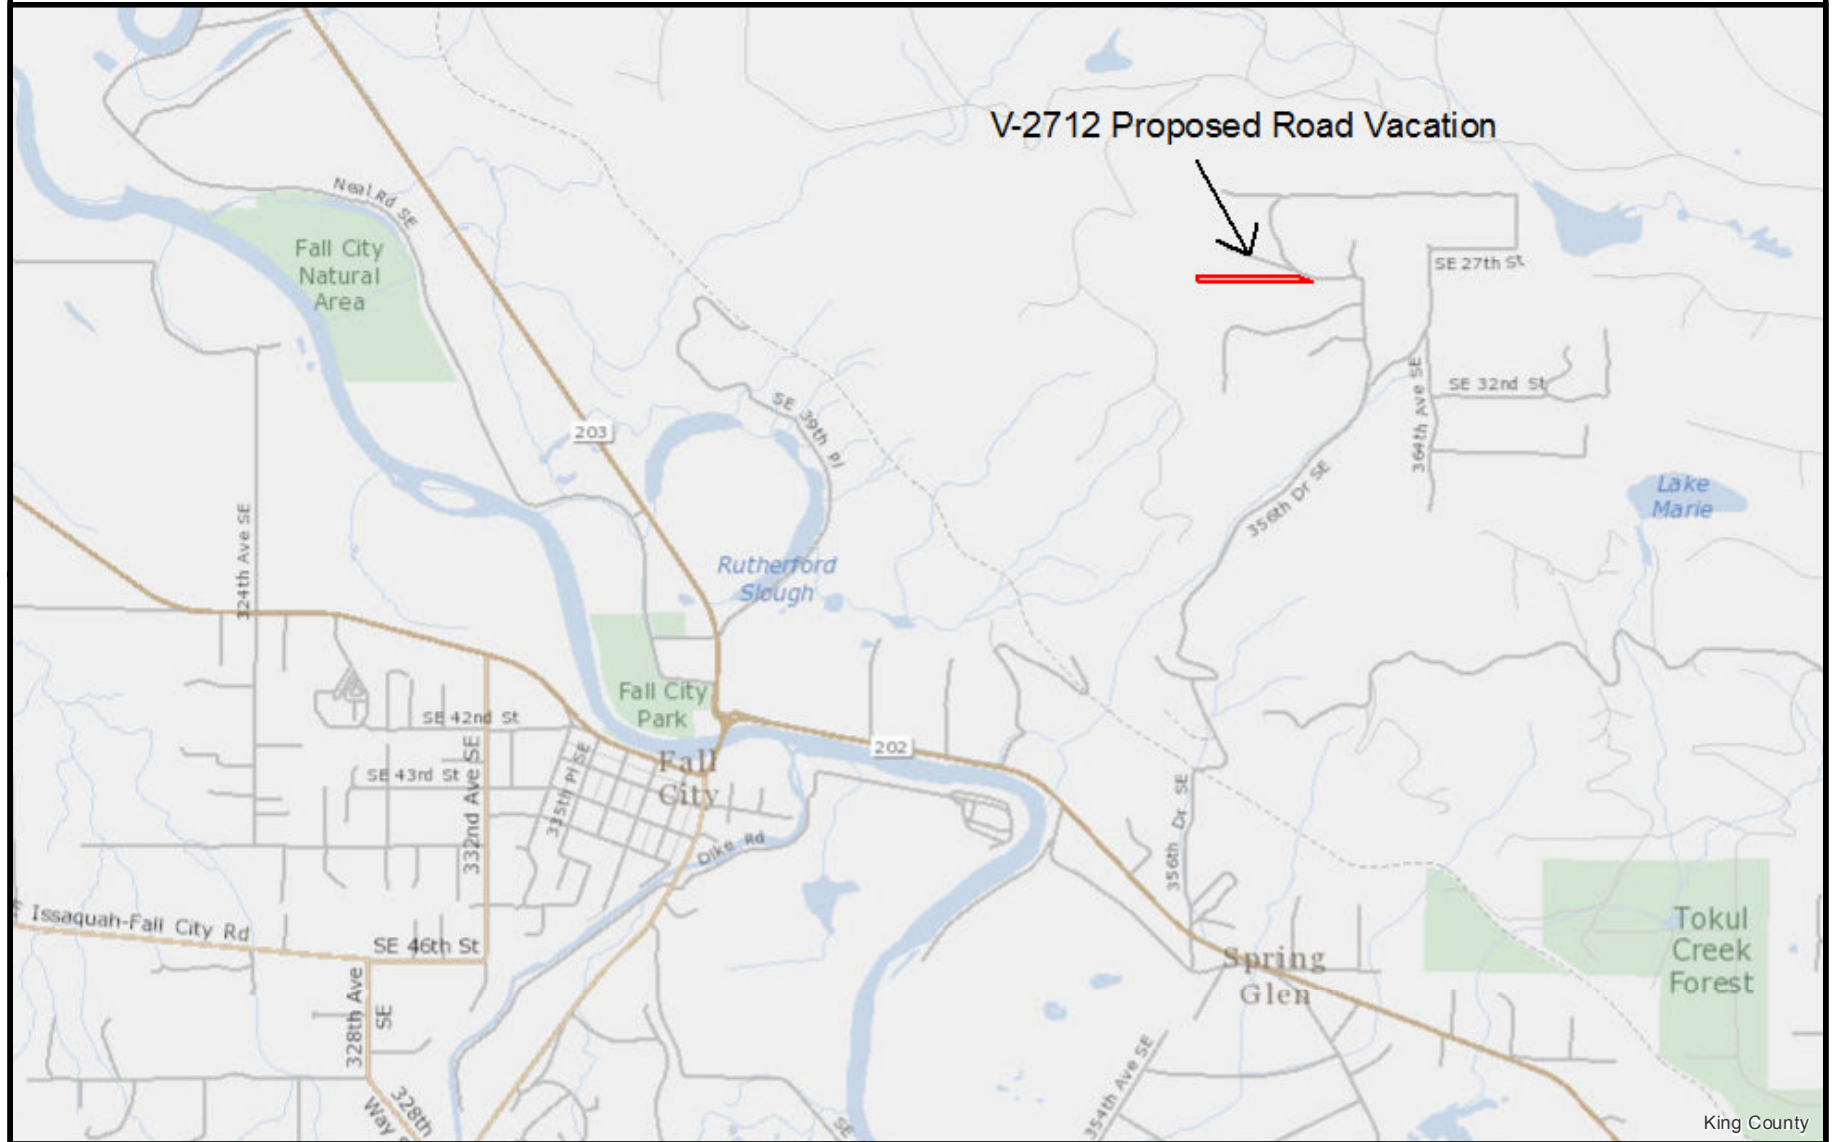 V-2712 Proposed Road Vacation
Neal Rd SE
Fall City
Natural
Area
SE 27th St
SE 32nd St
364th Ave SE
SE 39th Pl
203
356th Dr SE
Lake
Marie
324th Ave SE
Rutherford
Slough
Fall City
Park
SE 42nd St
202
Fall
City
SE 43rd St
332nd Ave SE
335th Pl SE
Dike Rd
356th Dr SE
Issaquah-Fall City Rd
SE 46th St
Tokul
Creek
Forest
Spring
Glen
328th Ave
SE
354th Ave SE
328th
Way
SE
King County